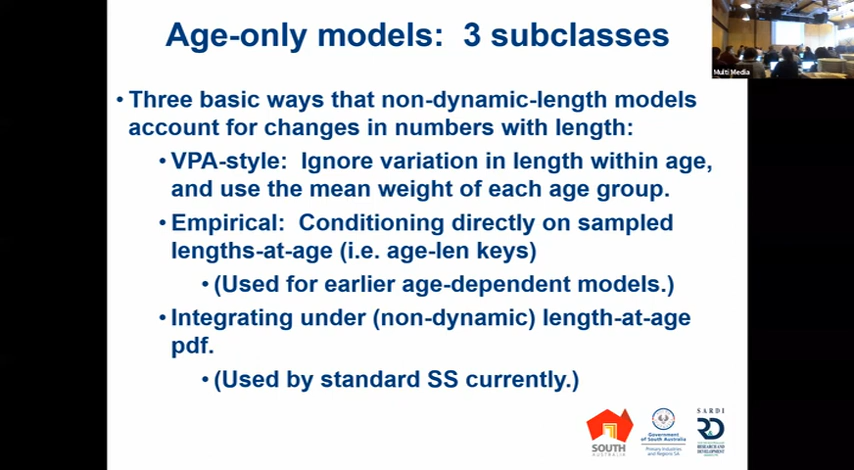 Age-only models: 3 subclasses
Multi Media
• Three basic ways that non-dynamic-length models
account for changes in numbers with length:
• VPA-style: Ignore variation in length within age,
and use the mean weight of each age group.
• Empirical: Conditioning directly on sampled
lengths-at-age (i.e. age-len keys)
• (Used for earlier age-dependent models.)
• Integrating under (non-dynamic) length-at-age
pdf.
• (Used by standard SS currently.)
SOUTH
AUSTRALIA
Government
of South Australia
Primary Industries
and Regions SA
SARDI
RD
RESEARCH AND
DEVELOPMENT